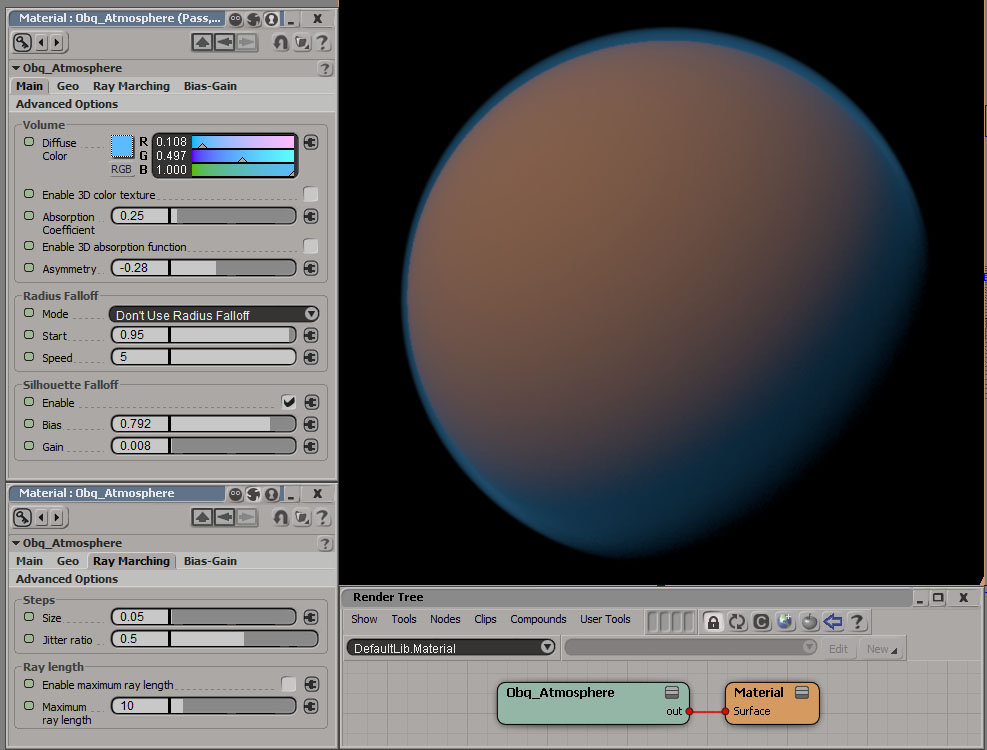 Material : Obq_Atmosphere (Pass,...
Obq_Atmosphere
Main Geo Ray Marching Bias-Gain
Advanced Options
Volume
Diffuse Color
R 0.108
G 0.497
RGB B 1.000
Enable 3D color texture
Absorption Coefficient 0.25
Enable 3D absorption function
Asymmetry -0.28
Radius Falloff
Mode Don't Use Radius Falloff
Start 0.95
Speed 5
Silhouette Falloff
Enable
Bias 0.792
Gain 0.008
Material : Obq_Atmosphere
Obq_Atmosphere
Main Geo Ray Marching Bias-Gain
Advanced Options
Steps
Size 0.05
Jitter ratio 0.5
Ray length
Enable maximum ray length
Maximum ray length 10
Render Tree
Show Tools Nodes Clips Compounds User Tools
DefaultLib.Material Edit New
Obq_Atmosphere
out
Material
Surface